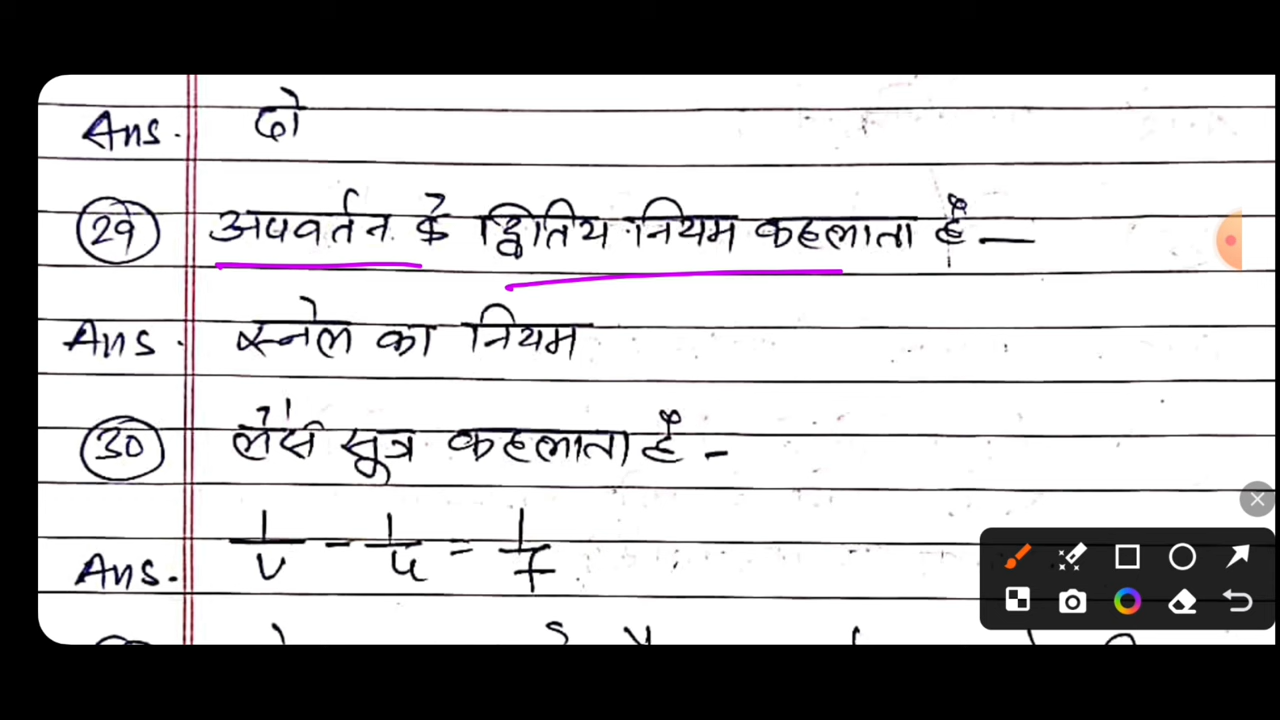 Ans. दो
29 अपवर्तन के द्वितिय नियम कहलाता है —
Ans. स्नेल का नियम
30 लेंस सुत्र कहलाता है -
Ans. 1/v - 1/u = 1/f